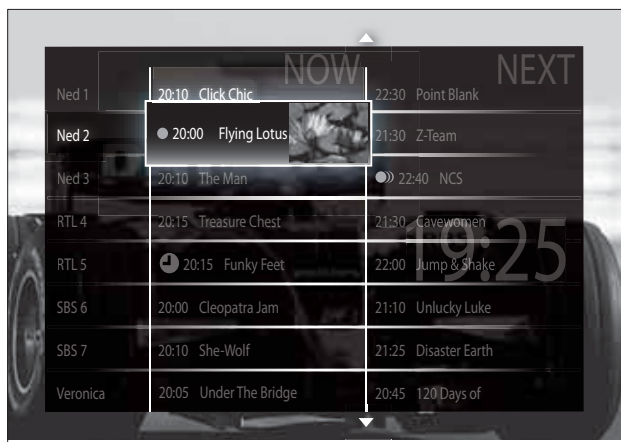 NOW NEXT
Ned 1 20:10 Click Chic 22:30 Point Blank
Ned 2 20:00 Flying Lotus 21:30 Z-Team
Ned 3 20:10 The Man 22:40 NCS
RTL 4 20:15 Treasure Chest 21:30 Cavewomen
19:25
RTL 5 20:15 Funky Feet 22:00 Jump & Shake
SBS 6 20:00 Cleopatra Jam 21:10 Unlucky Luke
SBS 7 20:10 She-Wolf 21:25 Disaster Earth
Veronica 20:05 Under The Bridge 20:45 120 Days of